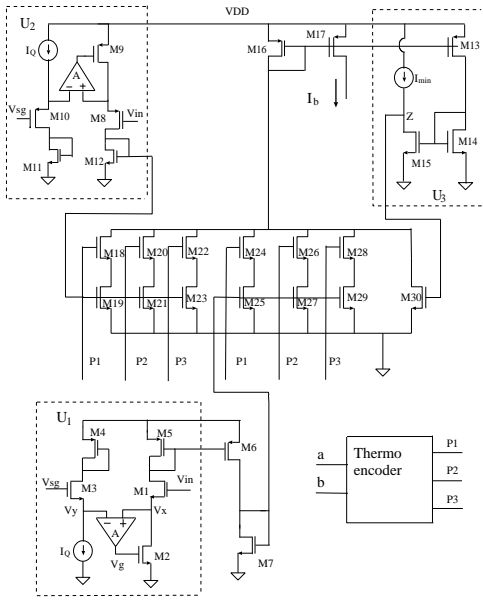 VDD
U2
M9
M16
M17
M13
IQ
A
− +
Ib
Imin
Vsg
M10
M8
Vin
Z
M11
M12
M15
M14
U3
M18
M20
M22
M24
M26
M28
M19
M21
M23
M25
M27
M29
M30
P1
P2
P3
P1
P2
P3
U1
M4
M5
M6
Vsg
M3
M1
Vin
Vy
− +
Vx
A
IQ
Vg
M2
M7
a
b
Thermo
encoder
P1
P2
P3